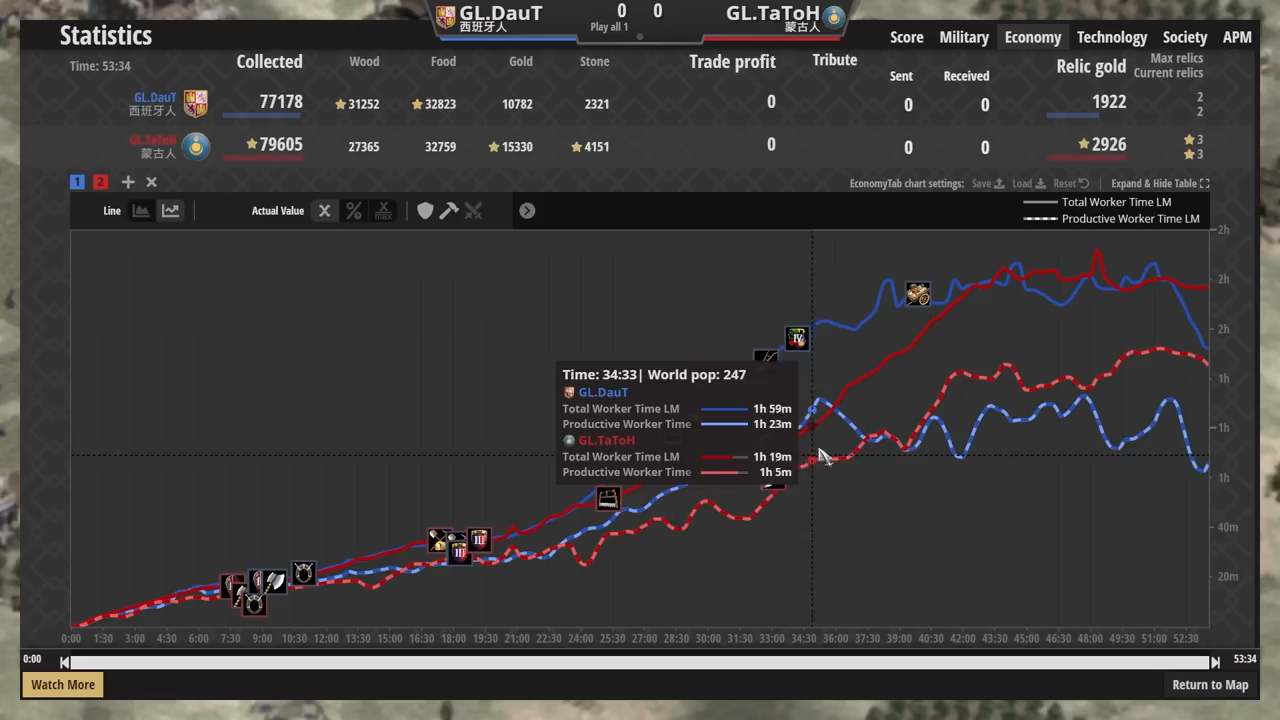 GL.DauT 0 0 GL.TaToH
西班牙人 Play all 1 蒙古人
Statistics
Score Military Economy Technology Society APM
Time: 53:34
Collected Wood Food Gold Stone Trade profit Tribute Sent Received Relic gold Max relics
Current relics
GL.DauT 77178 31252 32823 10782 2321 0 0 0 1922 2
西班牙人 2
GL.TaToH 79605 27365 32759 15330 4151 0 0 0 2926 3
蒙古人 3
1 2 EconomyTab chart settings: Save Load Reset Expand & Hide Table
Line Actual Value X % X max
Total Worker Time LM
Productive Worker Time LM
2h
2h
2h
1h
1h
1h
40m
20m
IV
III III
Time: 34:33| World pop: 247
GL.DauT
Total Worker Time LM 1h 59m
Productive Worker Time 1h 23m
GL.TaToH
Total Worker Time LM 1h 19m
Productive Worker Time 1h 5m
0:00 1:30 3:00 4:30 6:00 7:30 9:00 10:30 12:00 13:30 15:00 16:30 18:00 19:30 21:00 22:30 24:00 25:30 27:00 28:30 30:00 31:30 33:00 34:30 36:00 37:30 39:00 40:30 42:00 43:30 45:00 46:30 48:00 49:30 51:00 52:30
0:00 53:34
Watch More Return to Map